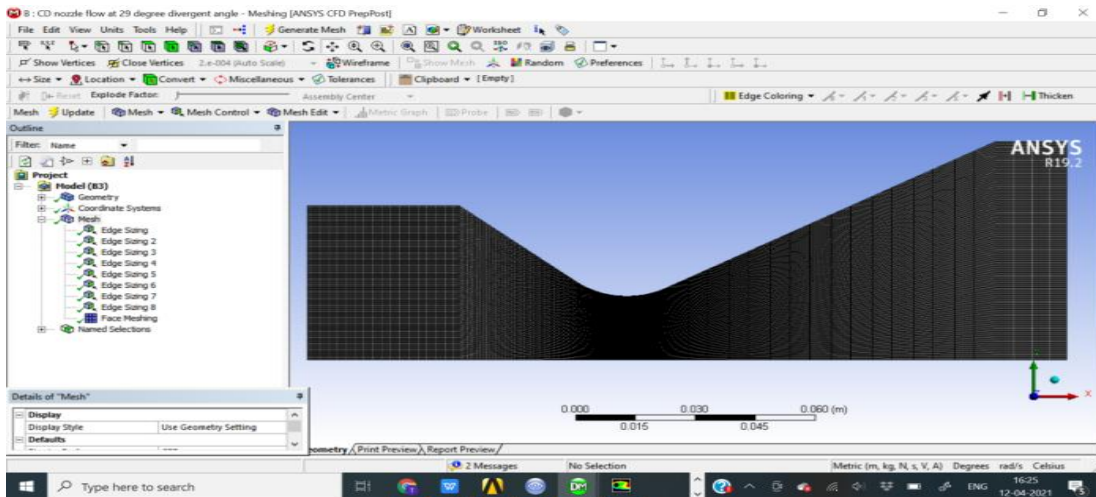 B : CD nozzle flow at 29 degree divergent angle - Meshing [ANSYS CFD PrepPost]
File Edit View Units Tools Help Generate Mesh Worksheet
Show Vertices Close Vertices 2.e-004 (Auto Scale) Wireframe Show Mesh Random Preferences
Size Location Convert Miscellaneous Tolerances Clipboard [Empty]
Reset Explode Factor: Assembly Center Edge Coloring Thicken
Mesh Update Mesh Mesh Control Mesh Edit Metric Graph Probe
Outline
Filter: Name
Project
Model (B3)
Geometry
Coordinate Systems
Mesh
Edge Sizing
Edge Sizing 2
Edge Sizing 3
Edge Sizing 4
Edge Sizing 5
Edge Sizing 6
Edge Sizing 7
Edge Sizing 8
Face Meshing
Named Selections
ANSYS
R19.2
0.000 0.030 0.060 (m)
0.015 0.045
X
Details of "Mesh"
Display
Display Style Use Geometry Setting
Defaults
ometry Print Preview Report Preview
2 Messages No Selection Metric (m, kg, N, s, V, A) Degrees rad/s Celsius
Type here to search DM ENG 16:25
12-04-2021